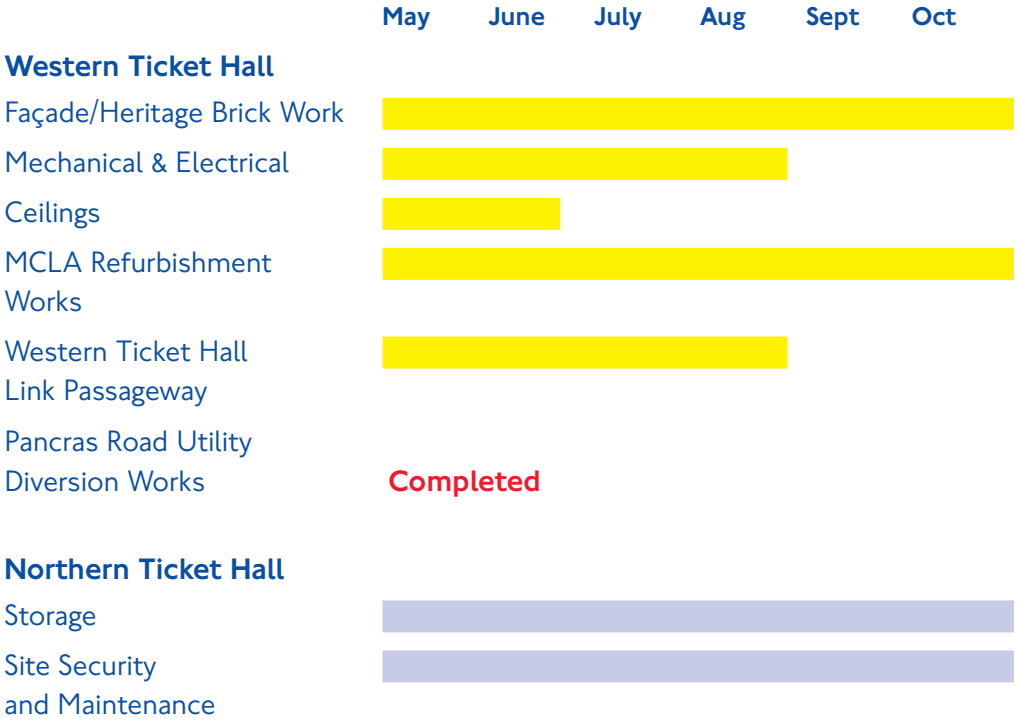 May June July Aug Sept Oct
Western Ticket Hall
Façade/Heritage Brick Work
Mechanical & Electrical
Ceilings
MCLA Refurbishment
Works
Western Ticket Hall
Link Passageway
Pancras Road Utility
Diversion Works Completed
Northern Ticket Hall
Storage
Site Security
and Maintenance